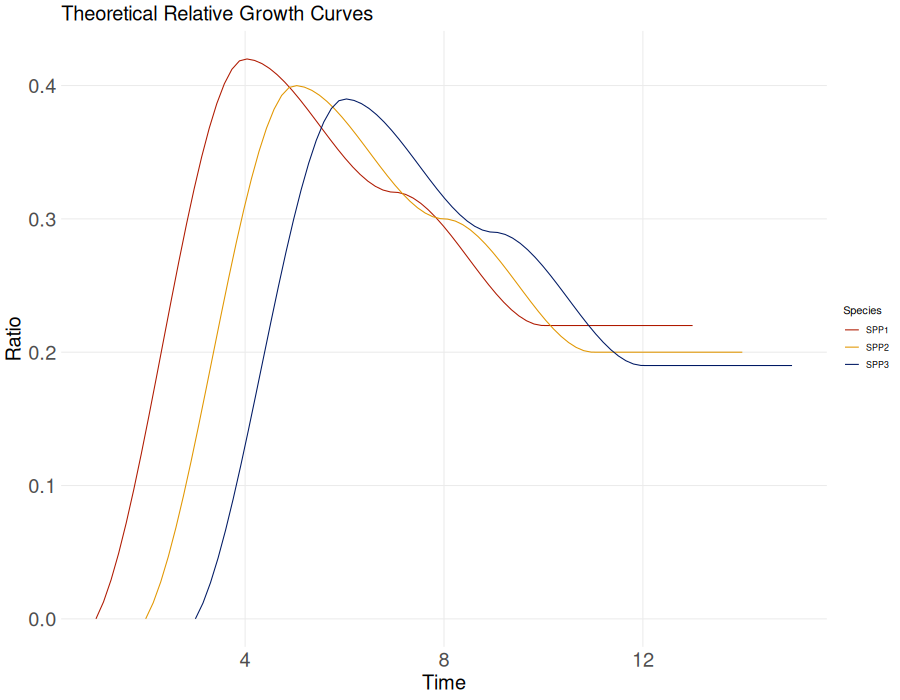 Theoretical Relative Growth Curves
Ratio
0.4
0.3
0.2
0.1
0.0
4 8 12
Time
Species
SPP1
SPP2
SPP3